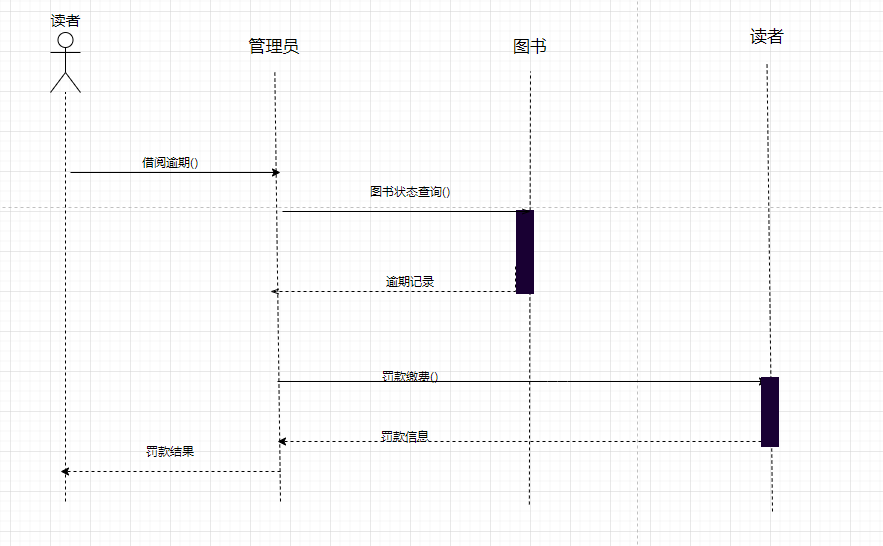 读者
管理员
图书
读者
借阅逾期()
图书状态查询()
逾期记录
罚款缴费()
罚款信息
罚款结果